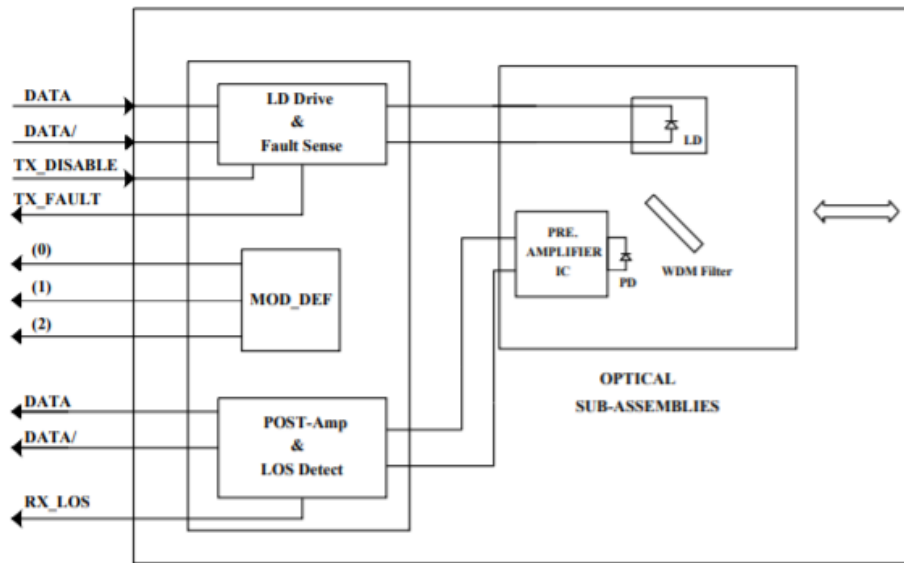 DATA
DATA/
TX_DISABLE
TX_FAULT
(0)
(1)
(2)
DATA
DATA/
RX_LOS
LD Drive
&
Fault Sense
MOD_DEF
POST-Amp
&
LOS Detect
LD
PRE.
AMPLIFIER
IC
PD
WDM Filter
OPTICAL
SUB-ASSEMBLIES